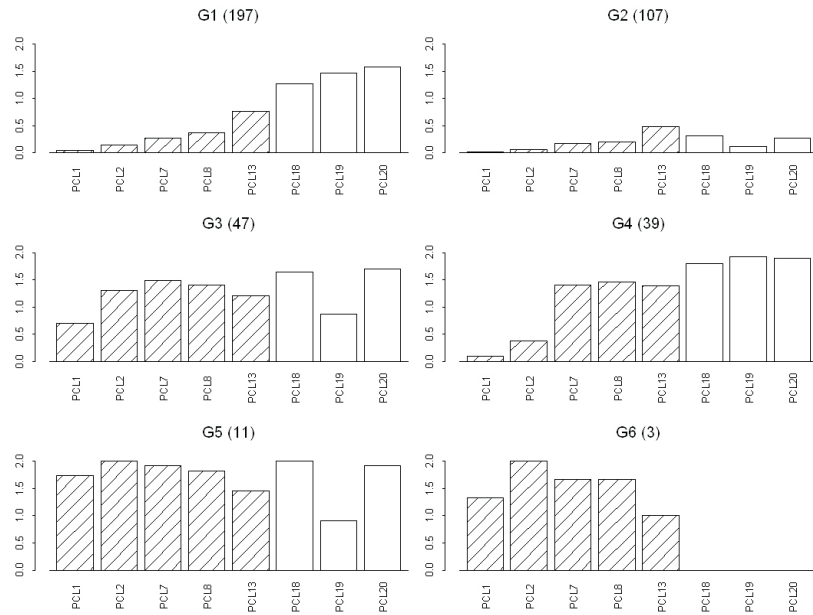 G1 (197)
0.0 0.5 1.0 1.5 2.0
PCL1 PCL2 PCL7 PCL8 PCL13 PCL18 PCL19 PCL20
G2 (107)
0.0 0.5 1.0 1.5 2.0
PCL1 PCL2 PCL7 PCL8 PCL13 PCL18 PCL19 PCL20
G3 (47)
0.0 0.5 1.0 1.5 2.0
PCL1 PCL2 PCL7 PCL8 PCL13 PCL18 PCL19 PCL20
G4 (39)
0.0 0.5 1.0 1.5 2.0
PCL1 PCL2 PCL7 PCL8 PCL13 PCL18 PCL19 PCL20
G5 (11)
0.0 0.5 1.0 1.5 2.0
PCL1 PCL2 PCL7 PCL8 PCL13 PCL18 PCL19 PCL20
G6 (3)
0.0 0.5 1.0 1.5 2.0
PCL1 PCL2 PCL7 PCL8 PCL13 PCL18 PCL19 PCL20